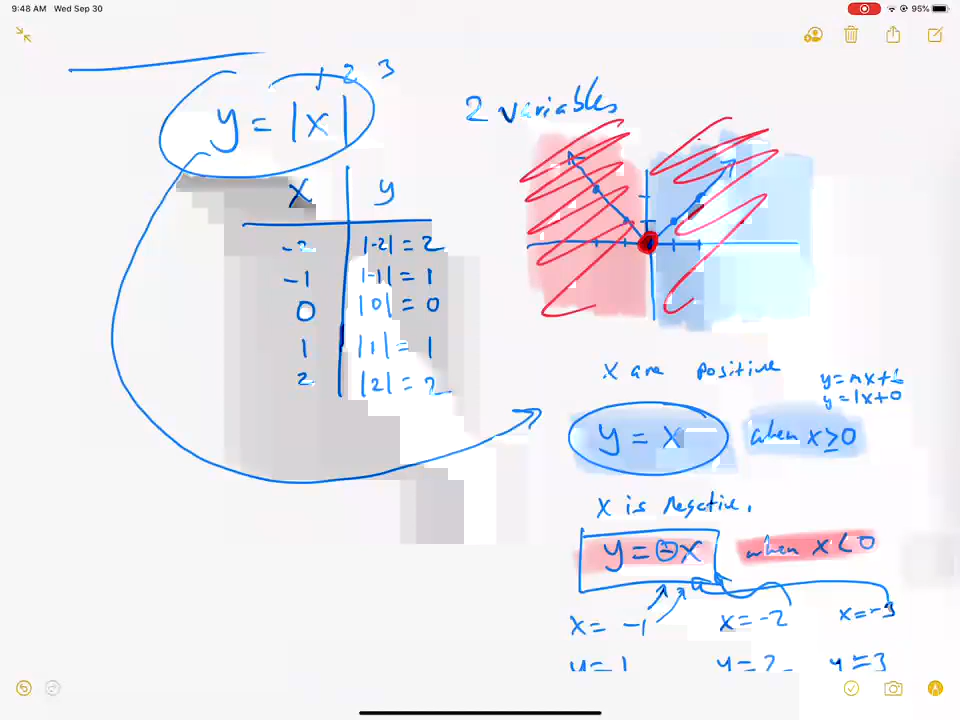 9:48 AM Wed Sep 30
95%
1 2 3
y = |x|
x y
-2 |-2| = 2
-1 |-1| = 1
0 |0| = 0
1 |1| = 1
2 |2| = 2
2 variables
x are positive
y=mx+b
y=1x+0
y = x when x≥0
x is negative.
y = -x when x<0
x = -1 x = -2 x=-3
y=1 y=2 y=3